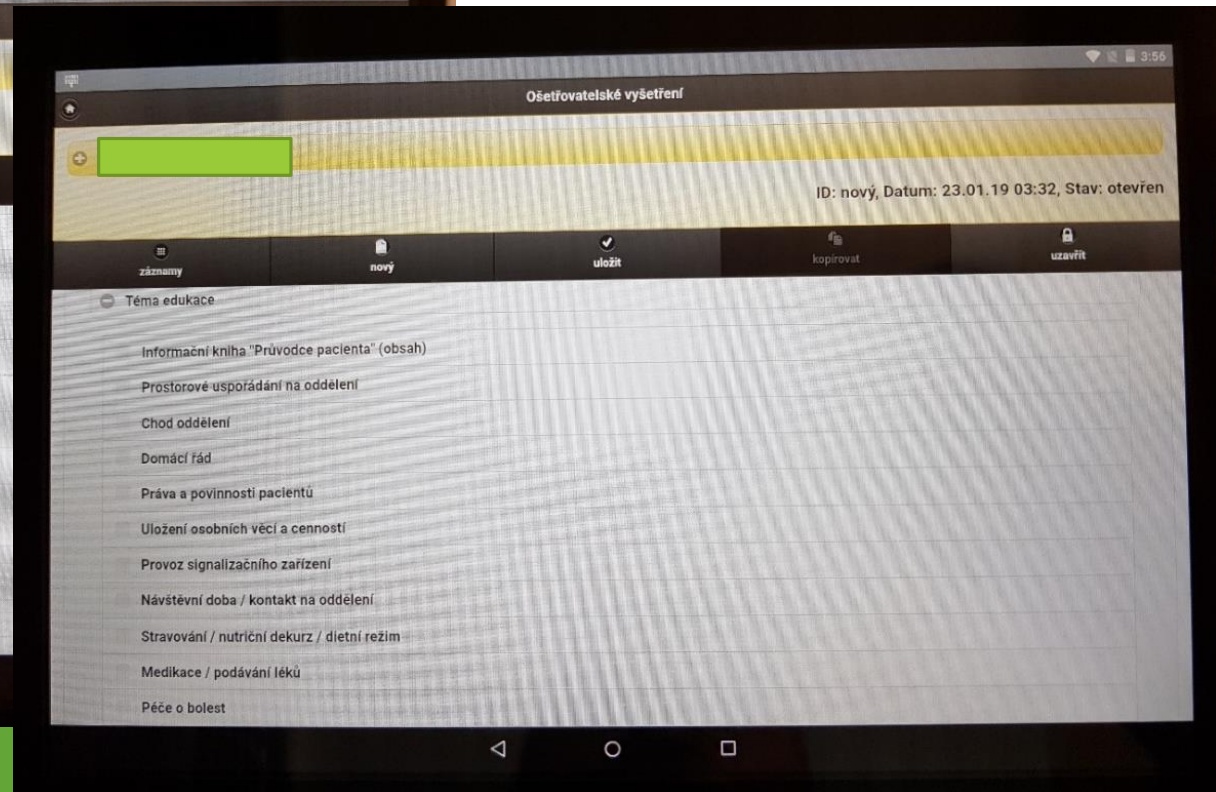 3:56
Ošetřovatelské vyšetření
ID: nový, Datum: 23.01.19 03:32, Stav: otevřen
záznamy nový uložit kopírovat uzavřít
Téma edukace
Informační kniha "Průvodce pacienta" (obsah)
Prostorové uspořádání na oddělení
Chod oddělení
Domácí řád
Práva a povinnosti pacientů
Uložení osobních věcí a cenností
Provoz signalizačního zařízení
Návštěvní doba / kontakt na oddělení
Stravování / nutriční dekurz / dietní režim
Medikace / podávání léků
Péče o bolest